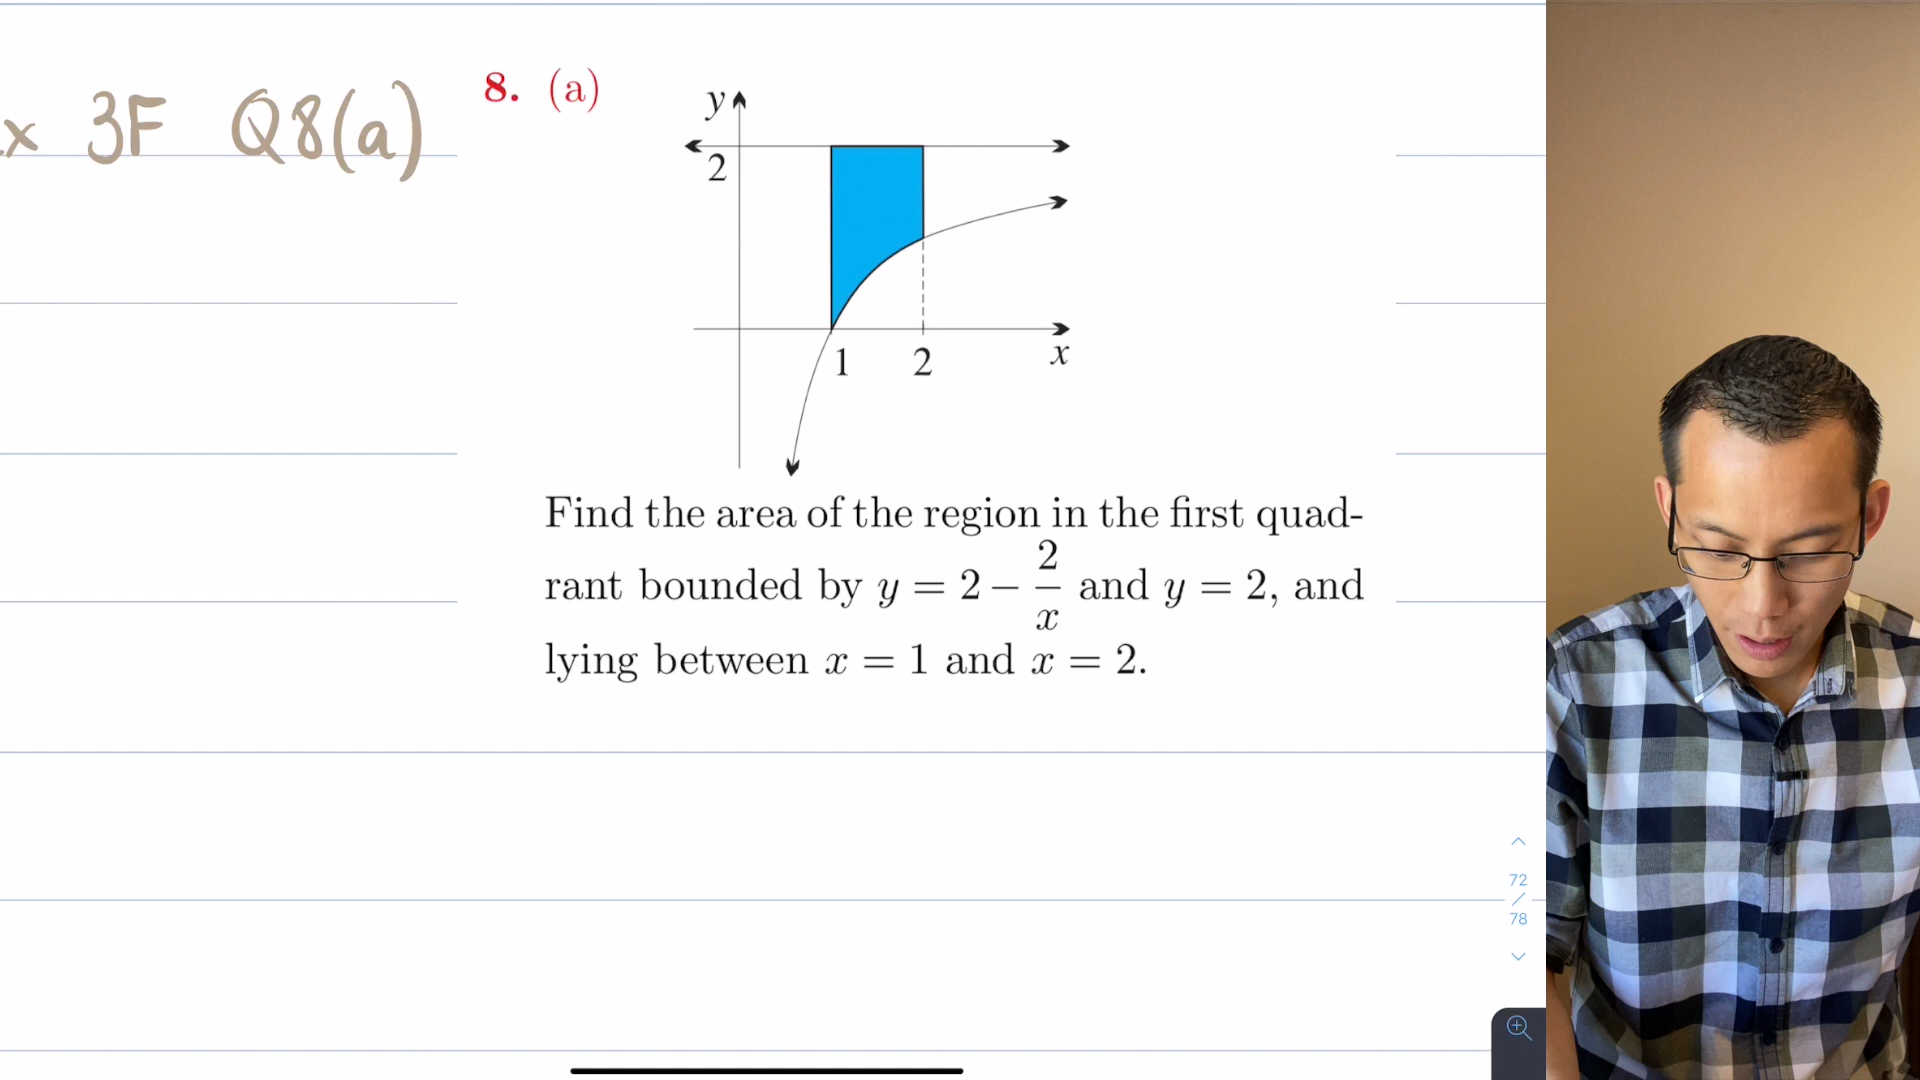 x 3F Q8(a)
8. (a)
y
2
1 2 x
Find the area of the region in the first quad-
rant bounded by y = 2 − 2/x and y = 2, and
lying between x = 1 and x = 2.
72
/
78